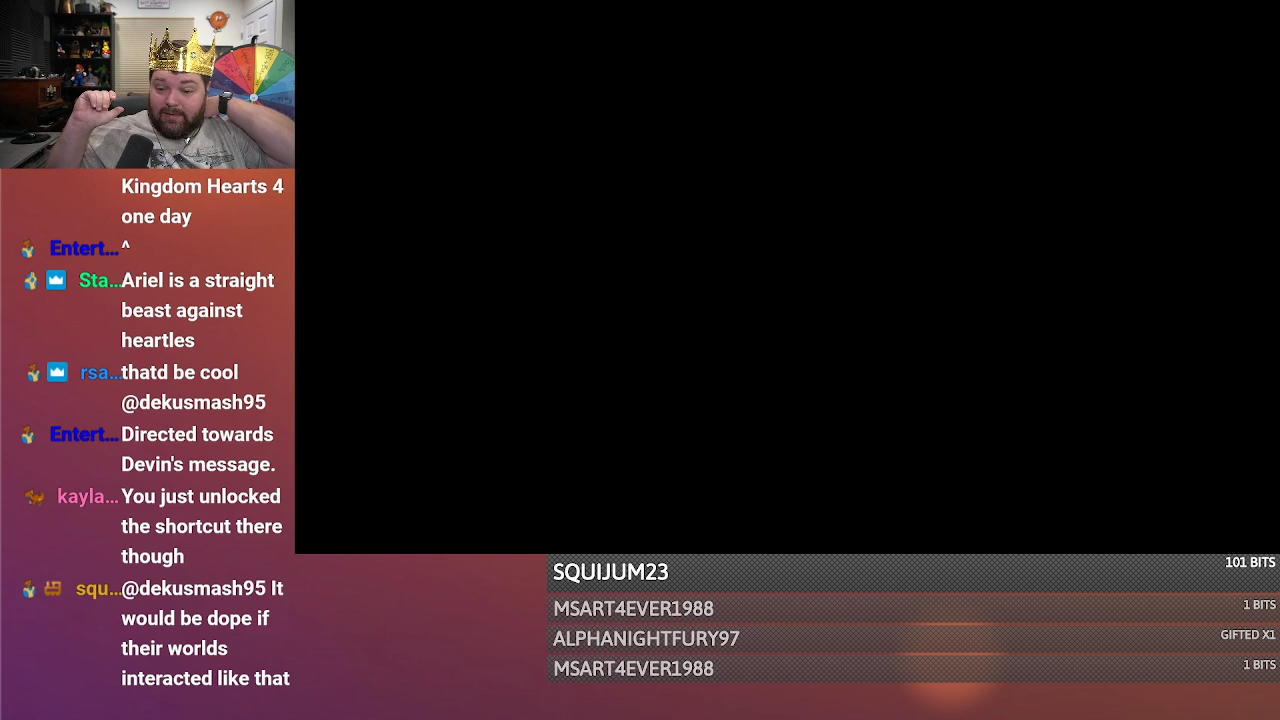 Kingdom Hearts 4
one day
Entert... ^
Sta... Ariel is a straight
beast against
heartles
rsa... thatd be cool
@dekusmash95
Entert... Directed towards
Devin's message.
kayla... You just unlocked
the shortcut there
though
squ... @dekusmash95 It
would be dope if
their worlds
interacted like that
SQUIJUM23 101 BITS
MSART4EVER1988 1 BITS
ALPHANIGHTFURY97 GIFTED X1
MSART4EVER1988 1 BITS